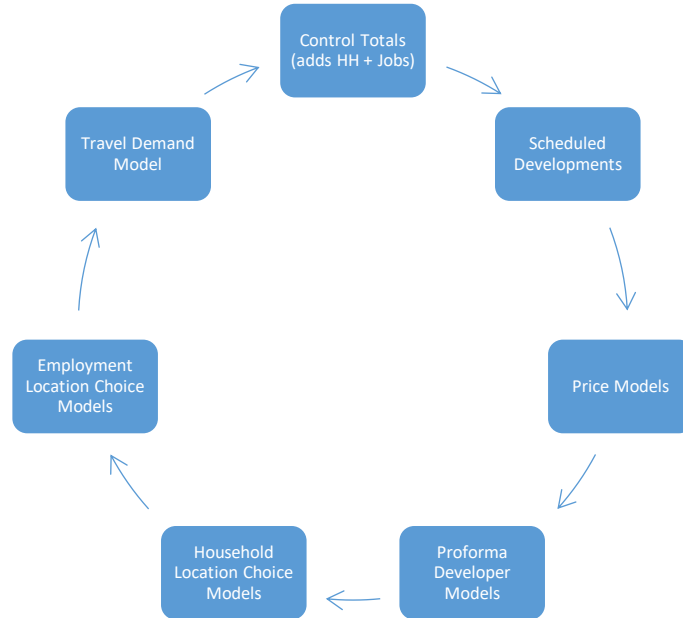 Control Totals
(adds HH + Jobs)
Scheduled
Developments
Price Models
Proforma
Developer
Models
Household
Location Choice
Models
Employment
Location Choice
Models
Travel Demand
Model